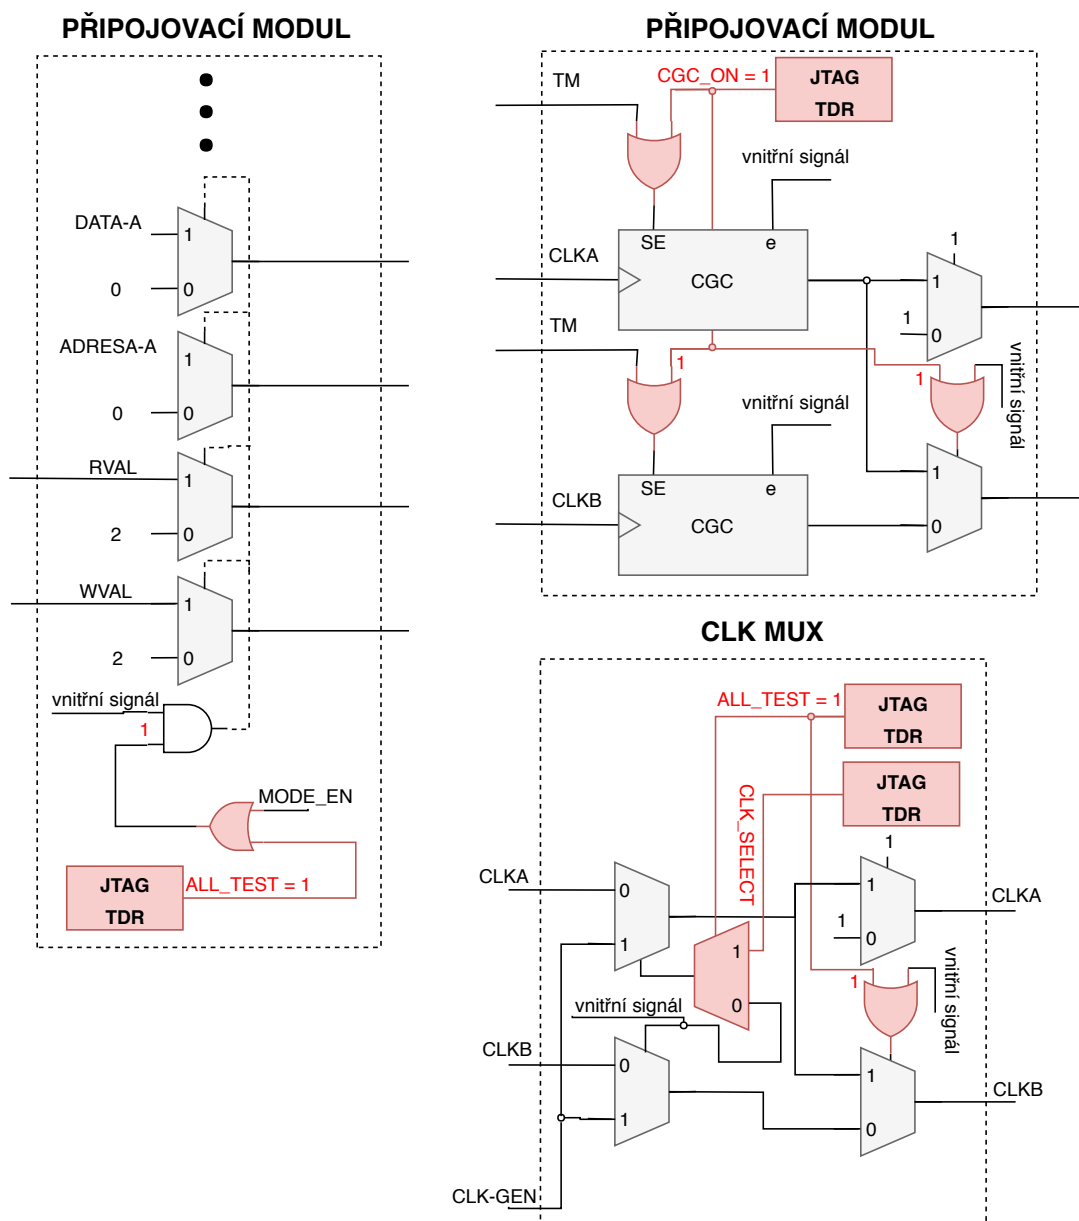 PŘIPOJOVACÍ MODUL
DATA-A
1
0
0
ADRESA-A
1
0
0
RVAL
1
2
0
WVAL
1
2
0
vnitřní signál
1
MODE_EN
JTAG
TDR
ALL_TEST = 1
PŘIPOJOVACÍ MODUL
TM
CGC_ON = 1
JTAG
TDR
vnitřní signál
SE
e
CLKA
CGC
1
1
1
0
TM
1
1
vnitřní signál
vnitřní signál
SE
e
CLKB
CGC
1
0
CLK MUX
ALL_TEST = 1
JTAG
TDR
CLK_SELECT
JTAG
TDR
1
CLKA
0
1
CLKA
1
0
1
1
0
1
vnitřní signál
vnitřní signál
CLKB
0
1
1
0
CLKB
CLK-GEN